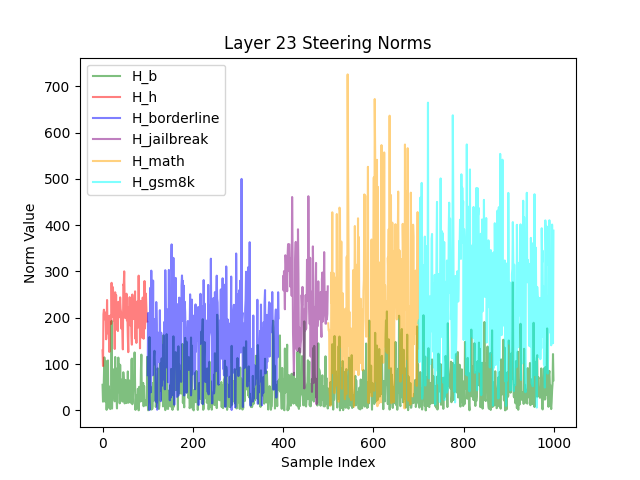 Layer 23 Steering Norms
H_b
H_h
H_borderline
H_jailbreak
H_math
H_gsm8k
700
600
500
400
300
200
100
0
Norm Value
0 200 400 600 800 1000
Sample Index